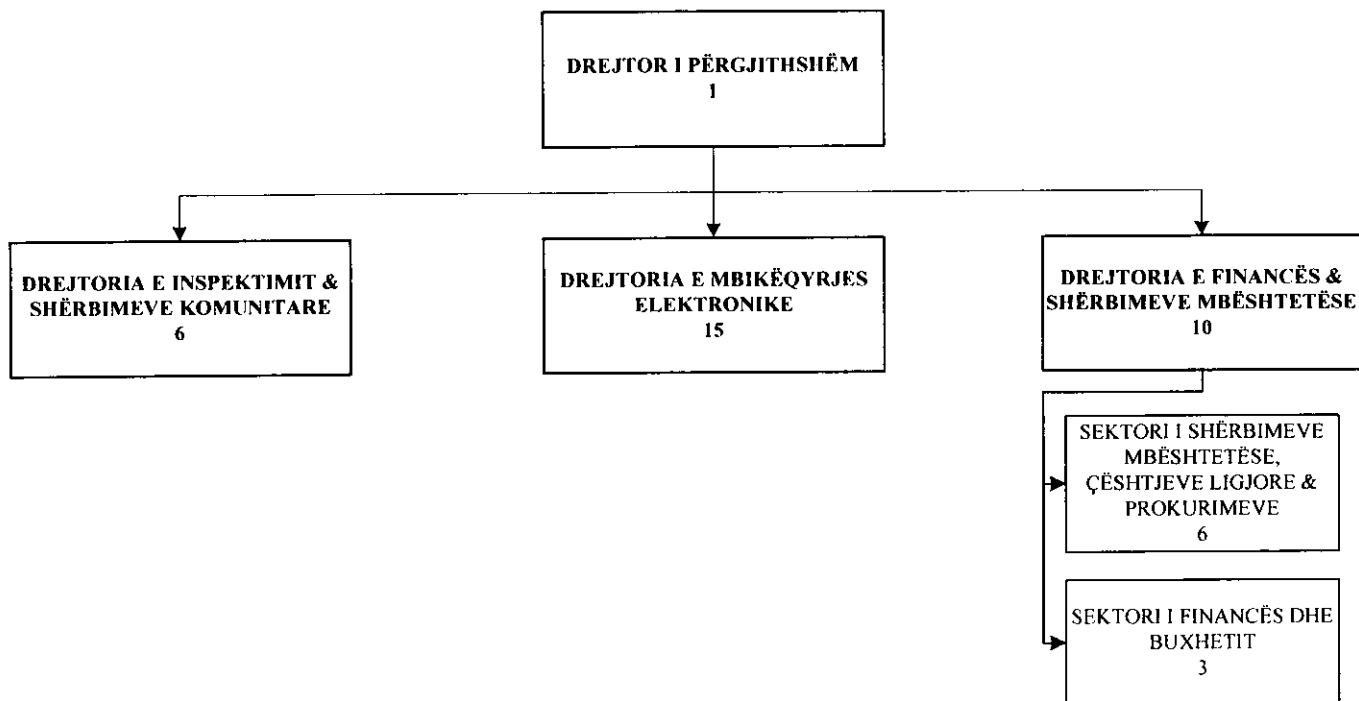 DREJTOR I PËRGJITHSHËM
1
DREJTORIA E INSPEKTIMIT &
SHËRBIMEVE KOMUNITARE
6
DREJTORIA E MBIKËQYRJES
ELEKTRONIKE
15
DREJTORIA E FINANCËS &
SHËRBIMEVE MBËSHTETËSE
10
SEKTORI I SHËRBIMEVE
MBËSHTETËSE,
ÇËSHTJEVE LIGJORE &
PROKURIMEVE
6
SEKTORI I FINANCËS DHE
BUXHETIT
3